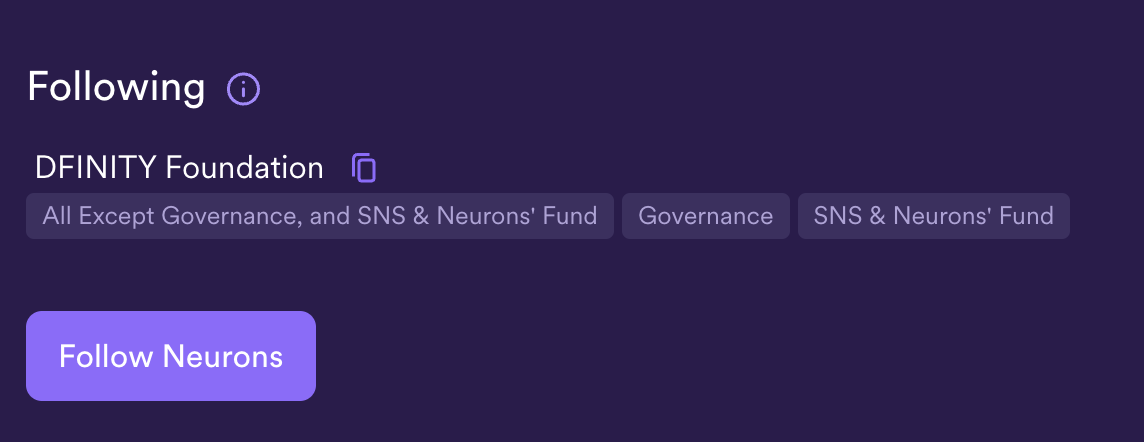 Following
DFINITY Foundation
All Except Governance, and SNS & Neurons' Fund Governance SNS & Neurons' Fund
Follow Neurons